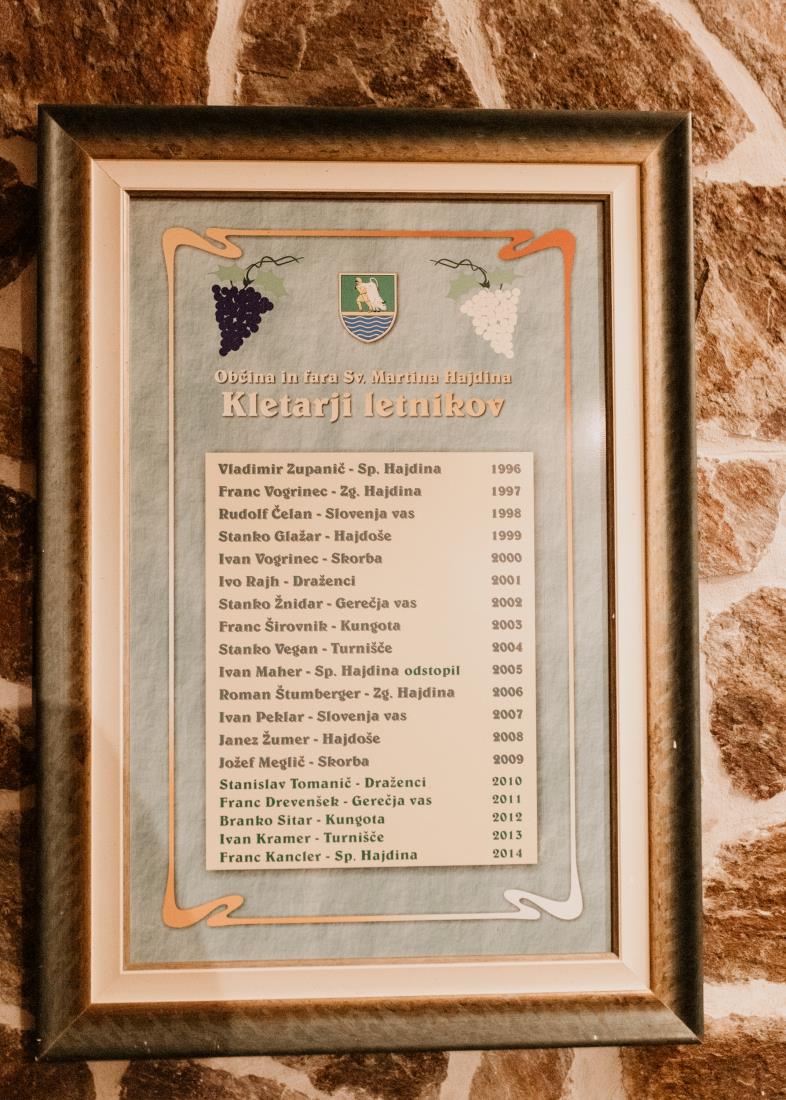 Občina in fara Sv. Martina Hajdina
Kletarji letnikov
Vladimir Zupanič - Sp. Hajdina 1996
Franc Vogrinec - Zg. Hajdina 1997
Rudolf Čelan - Slovenja vas 1998
Stanko Glažar - Hajdoše 1999
Ivan Vogrinec - Skorba 2000
Ivo Rajh - Draženci 2001
Stanko Žnidar - Gerečja vas 2002
Franc Širovnik - Kungota 2003
Stanko Vegan - Turnišče 2004
Ivan Maher - Sp. Hajdina odstopil 2005
Roman Štumberger - Zg. Hajdina 2006
Ivan Peklar - Slovenja vas 2007
Janez Žumer - Hajdoše 2008
Jožef Meglič - Skorba 2009
Stanislav Tomanič - Draženci 2010
Franc Drevenšek - Gerečja vas 2011
Branko Sitar - Kungota 2012
Ivan Kramer - Turnišče 2013
Franc Kancler - Sp. Hajdina 2014